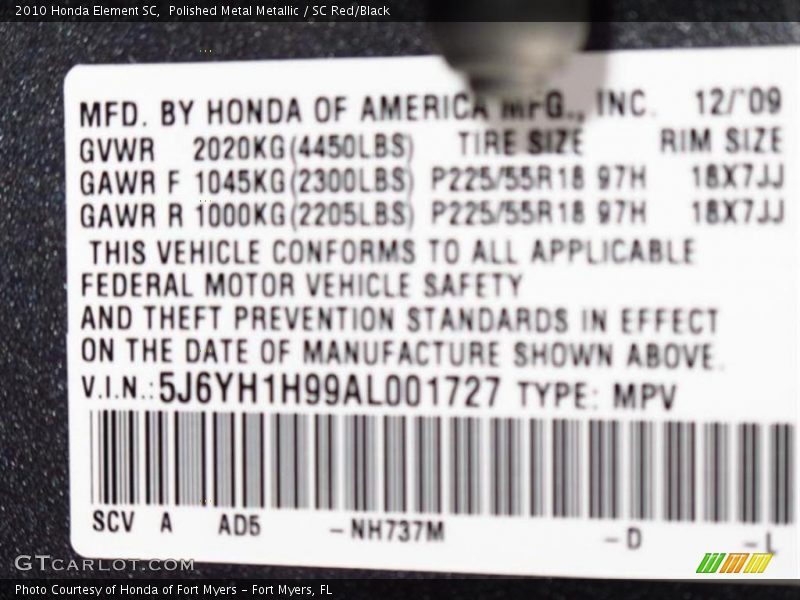 2010 Honda Element SC,  Polished Metal Metallic / SC Red/Black
MFD. BY HONDA OF AMERICA MFG., INC. 12/'09
GVWR 2020KG(4450LBS) TIRE SIZE RIM SIZE
GAWR F 1045KG(2300LBS) P225/55R18 97H 18X7JJ
GAWR R 1000KG(2205LBS) P225/55R18 97H 18X7JJ
THIS VEHICLE CONFORMS TO ALL APPLICABLE
FEDERAL MOTOR VEHICLE SAFETY
AND THEFT PREVENTION STANDARDS IN EFFECT
ON THE DATE OF MANUFACTURE SHOWN ABOVE.
V.I.N.:5J6YH1H99AL001727 TYPE: MPV
SCV A AD5 -NH737M -D -L
GTCarLot.com
Photo Courtesy of Honda of Fort Myers - Fort Myers, FL